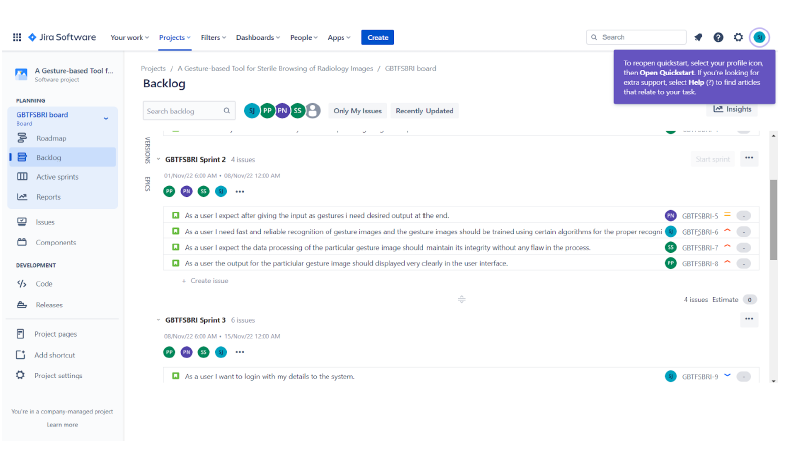 Jira Software
Your work
Projects
Filters
Dashboards
People
Apps
Create
Search
SJ
To reopen quickstart, select your profile icon,
then Open Quickstart. If you're looking for
extra support, select Help (?) to find articles
that relate to your task.
A Gesture-based Tool f...
Software project
PLANNING
GBTFSBRI board
Board
Roadmap
Backlog
Active sprints
Reports
Issues
Components
DEVELOPMENT
Code
Releases
Project pages
Add shortcut
Project settings
You're in a company-managed project
Learn more
Projects / A Gesture-based Tool for Sterile Browsing of Radiology Images / GBTFSBRI board
Backlog
Search backlog
SJ PP PN SS
Only My Issues
Recently Updated
Insights
VERSIONS
EPICS
GBTFSBRI Sprint 2 4 issues
Start sprint
01/Nov/22 6:00 AM • 08/Nov/22 12:00 AM
PP PN SS SJ
As a user I expect after giving the input as gestures i need desired output at the end. PN GBTFSBRI-5 -
As a user I need fast and reliable recognition of gesture images and the gesture images should be trained using certain algorithms for the proper recogni SJ GBTFSBRI-6 -
As a user I expect the data processing of the particular gesture image should maintain its integrity without any flaw in the process. SS GBTFSBRI-7 -
As a user the output for the particular gesture image should displayed very clearly in the user interface. PP GBTFSBRI-8 -
+ Create issue
4 issues Estimate 0
GBTFSBRI Sprint 3 6 issues
08/Nov/22 6:00 AM • 15/Nov/22 12:00 AM
PP PN SS SJ
As a user I want to login with my details to the system. SJ GBTFSBRI-9 -